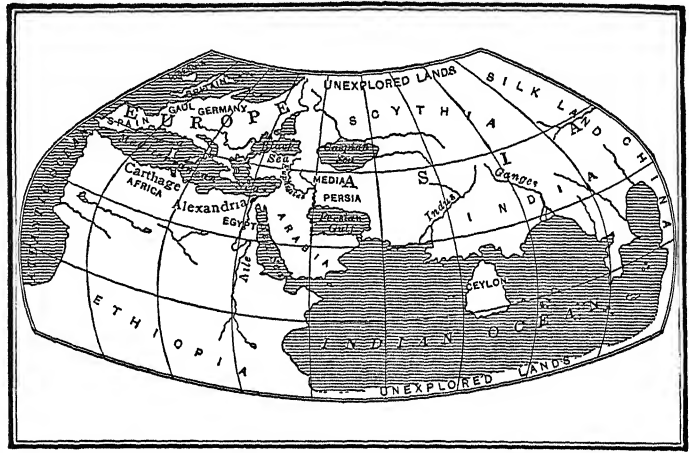 UNEXPLORED LANDS
SILK LAND
CHINA
BRITAIN
GAUL
GERMANY
SPAIN
EUROPE
SCYTHIA
Black Sea
Caspian Sea
ASIA
MEDIA
PERSIA
Carthage
AFRICA
Alexandria
EGYPT
Nile
ARABIA
Persian Gulf
Indus
Ganges
INDIA
CEYLON
ETHIOPIA
INDIAN OCEAN
UNEXPLORED LANDS